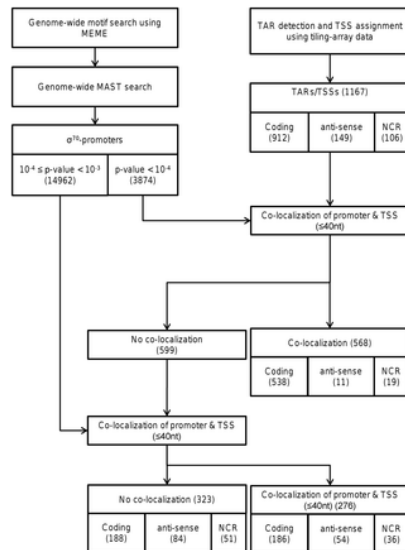 Genome-wide motif search using
MEME
Genome-wide MAST search
σ⁷⁰-promoters
10⁻⁴ ≤ p-value < 10⁻³
(14962)
p-value < 10⁻⁴
(3874)
TAR detection and TSS assignment
using tiling-array data
TARs/TSSs (1167)
Coding
(912)
anti-sense
(149)
NCR
(106)
Co-localization of promoter & TSS
(≤40nt)
No co-localization
(599)
Co-localization (568)
Coding
(538)
anti-sense
(11)
NCR
(19)
Co-localization of promoter & TSS
(≤40nt)
No co-localization (323)
Coding
(188)
anti-sense
(84)
NCR
(51)
Co-localization of promoter & TSS
(≤40nt) (276)
Coding
(186)
anti-sense
(54)
NCR
(36)